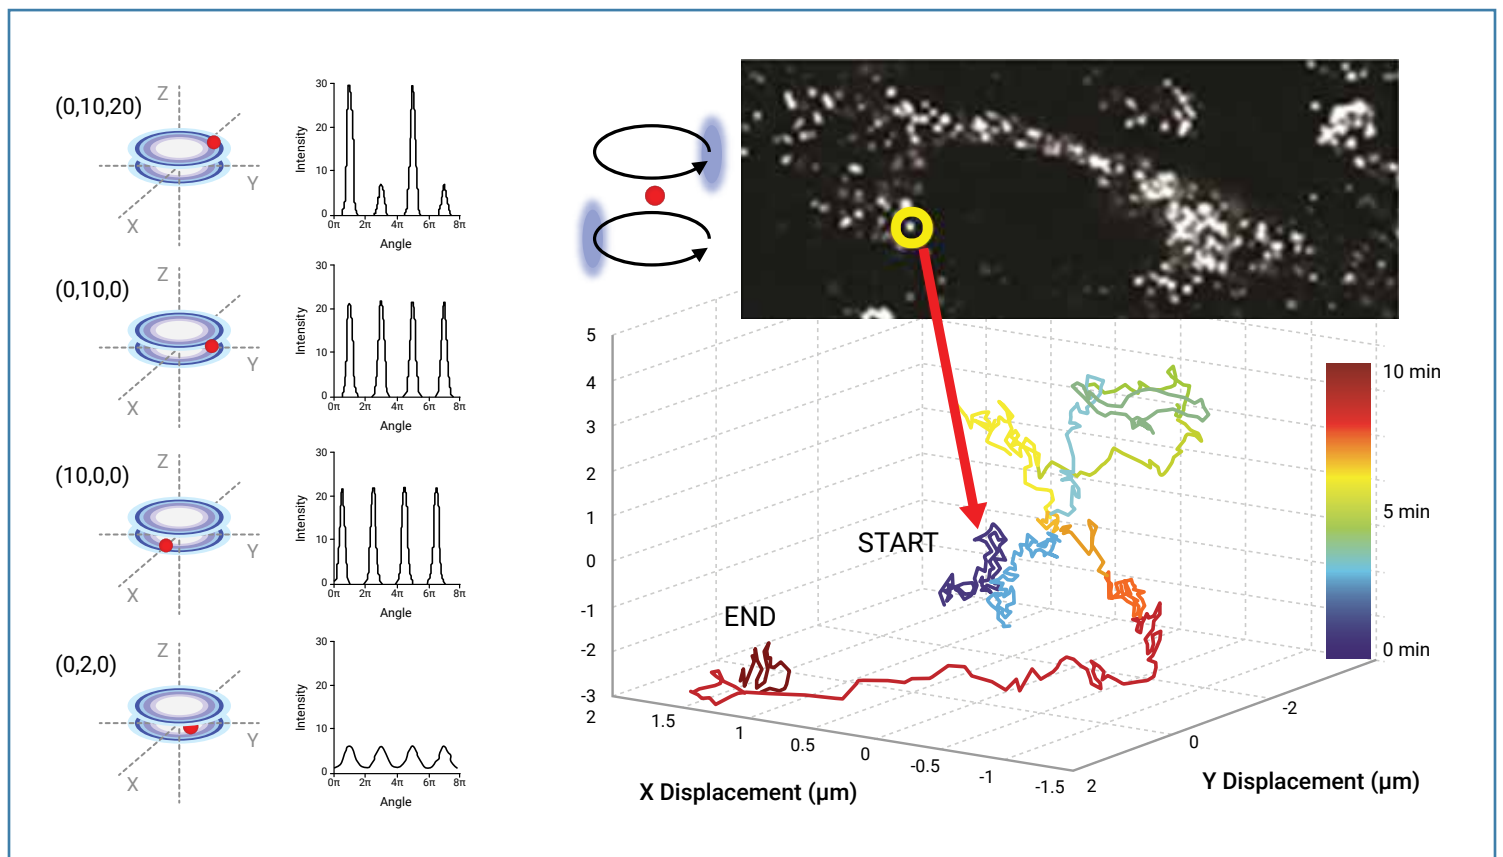 (0,10,20)
Z
Y
X
30
20
10
0
Intensity
0π 2π 4π 6π 8π
Angle
(0,10,0)
Z
Y
X
30
20
10
0
Intensity
0π 2π 4π 6π 8π
Angle
(10,0,0)
Z
Y
X
30
20
10
0
Intensity
0π 2π 4π 6π 8π
Angle
(0,2,0)
Z
Y
X
30
20
10
0
Intensity
0π 2π 4π 6π 8π
Angle
5
4
3
2
1
0
-1
-2
-3
2
1.5
1
0.5
0
-0.5
-1
-1.5
2
0
-2
START
END
X Displacement (μm)
Y Displacement (μm)
10 min
5 min
0 min